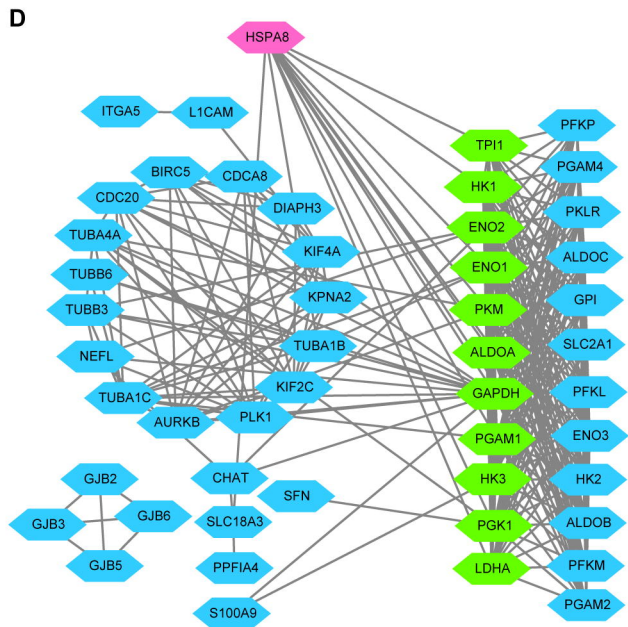 D
HSPA8
ITGA5
L1CAM
BIRC5
CDCA8
CDC20
DIAPH3
TUBA4A
KIF4A
TUBB6
KPNA2
TUBB3
TUBA1B
NEFL
KIF2C
TUBA1C
PLK1
AURKB
CHAT
SFN
SLC18A3
PPFIA4
S100A9
GJB2
GJB3
GJB6
GJB5
TPI1
HK1
ENO2
ENO1
PKM
ALDOA
GAPDH
PGAM1
HK3
PGK1
LDHA
PFKP
PGAM4
PKLR
ALDOC
GPI
SLC2A1
PFKL
ENO3
HK2
ALDOB
PFKM
PGAM2